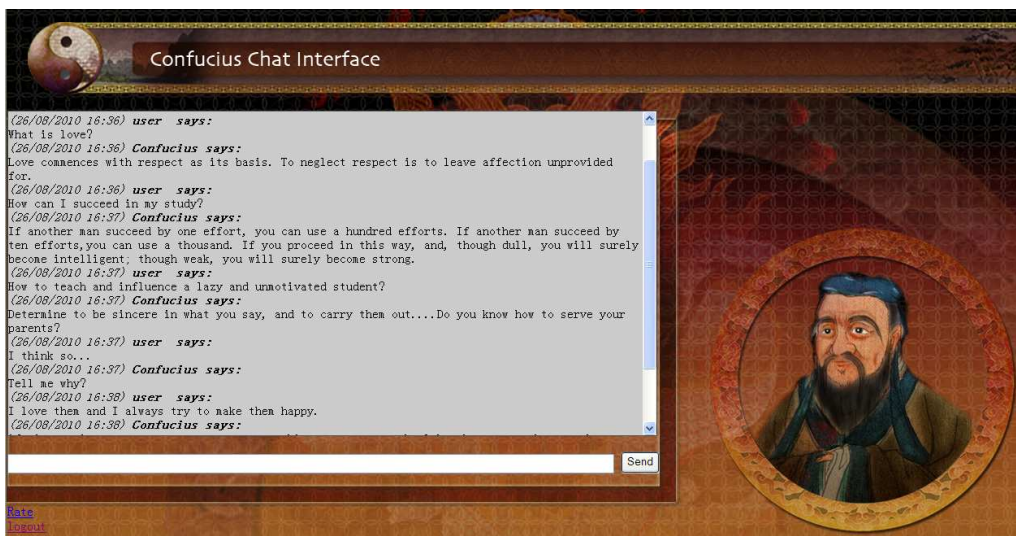 Confucius Chat Interface
(26/08/2010 16:36) user says:
What is love?
(26/08/2010 16:36) Confucius says:
Love commences with respect as its basis. To neglect respect is to leave affection unprovided
for.
(26/08/2010 16:36) user says:
How can I succeed in my study?
(26/08/2010 16:37) Confucius says:
If another man succeed by one effort, you can use a hundred efforts. If another man succeed by
ten efforts,you can use a thousand. If you proceed in this way, and, though dull, you will surely
become intelligent; though weak, you will surely become strong.
(26/08/2010 16:37) user says:
How to teach and influence a lazy and unmotivated student?
(26/08/2010 16:37) Confucius says:
Determine to be sincere in what you say, and to carry them out....Do you know how to serve your
parents?
(26/08/2010 16:37) user says:
I think so...
(26/08/2010 16:37) Confucius says:
Tell me why?
(26/08/2010 16:38) user says:
I love them and I always try to make them happy.
(26/08/2010 16:38) Confucius says:
Send
Rate
logout